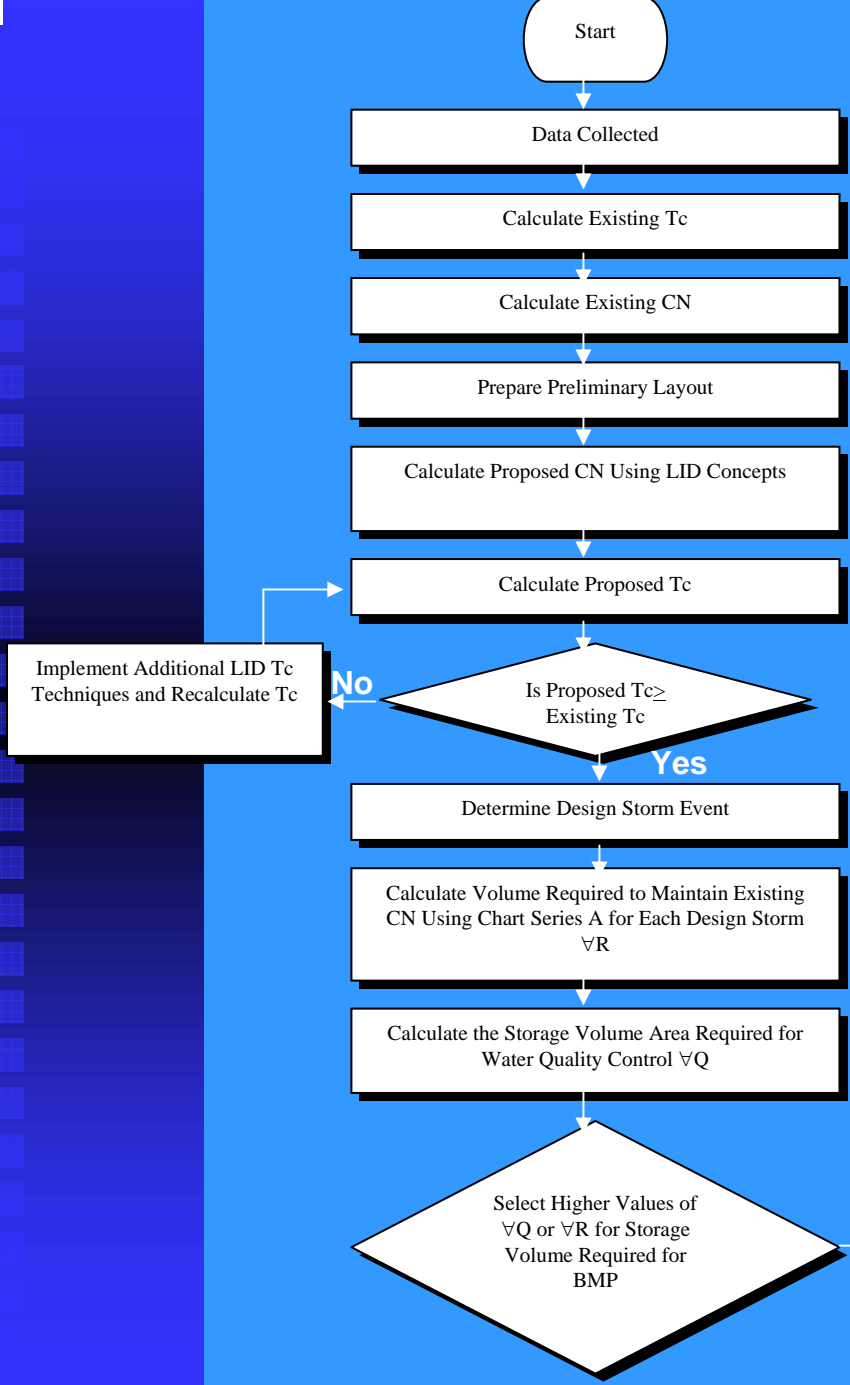 Start
Data Collected
Calculate Existing Tc
Calculate Existing CN
Prepare Preliminary Layout
Calculate Proposed CN Using LID Concepts
Calculate Proposed Tc
Implement Additional LID Tc
Techniques and Recalculate Tc
No
Is Proposed Tc≥
Existing Tc
Yes
Determine Design Storm Event
Calculate Volume Required to Maintain Existing
CN Using Chart Series A for Each Design Storm
∀R
Calculate the Storage Volume Area Required for
Water Quality Control ∀Q
Select Higher Values of
∀Q or ∀R for Storage
Volume Required for
BMP